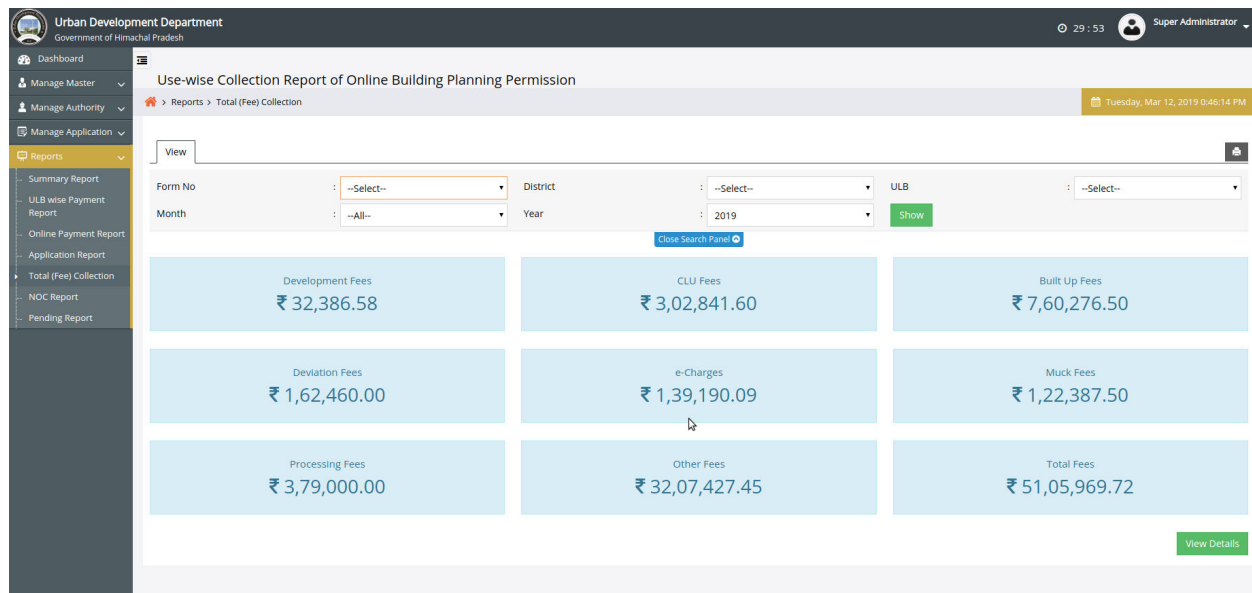 Urban Development Department
Government of Himachal Pradesh
29 : 53
Super Administrator
Dashboard
Manage Master
Manage Authority
Manage Application
Reports
Summary Report
ULB wise Payment
Report
Online Payment Report
Application Report
Total (Fee) Collection
NOC Report
Pending Report
Use-wise Collection Report of Online Building Planning Permission
> Reports > Total (Fee) Collection
Tuesday, Mar 12, 2019 0:46:14 PM
View
Form No : --Select-- District : --Select-- ULB : --Select--
Month : --All-- Year : 2019 Show
Close Search Panel
Development Fees CLU Fees Built Up Fees
₹ 32,386.58 ₹ 3,02,841.60 ₹ 7,60,276.50
Deviation Fees e-Charges Muck Fees
₹ 1,62,460.00 ₹ 1,39,190.09 ₹ 1,22,387.50
Processing Fees Other Fees Total Fees
₹ 3,79,000.00 ₹ 32,07,427.45 ₹ 51,05,969.72
View Details